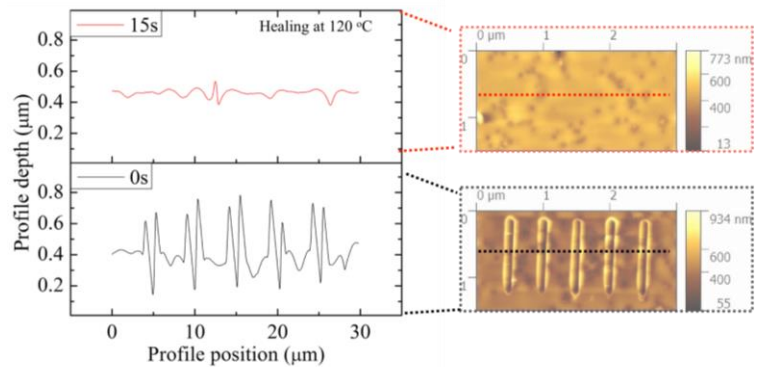 15s
Healing at 120 ºC
0.8
0.6
0.4
0.2
0s
0.8
0.6
0.4
0.2
Profile depth (μm)
0 10 20 30
Profile position (μm)
0 μm 1 2
0
1
773 nm
600
400
13
0 μm 1 2
0
1
934 nm
600
400
55